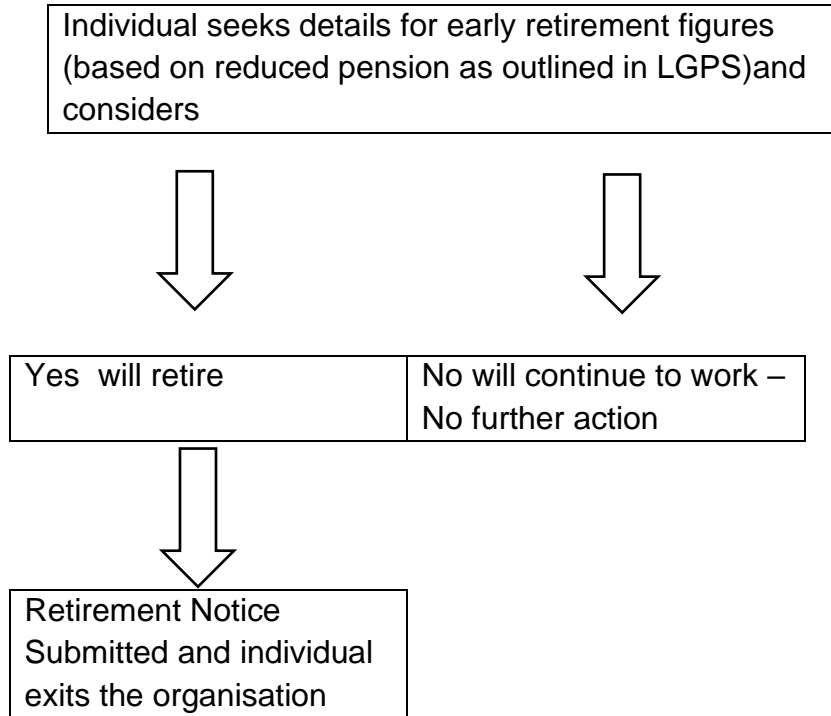 Individual seeks details for early retirement figures
(based on reduced pension as outlined in LGPS)and
considers
Yes will retire
No will continue to work –
No further action
Retirement Notice
Submitted and individual
exits the organisation